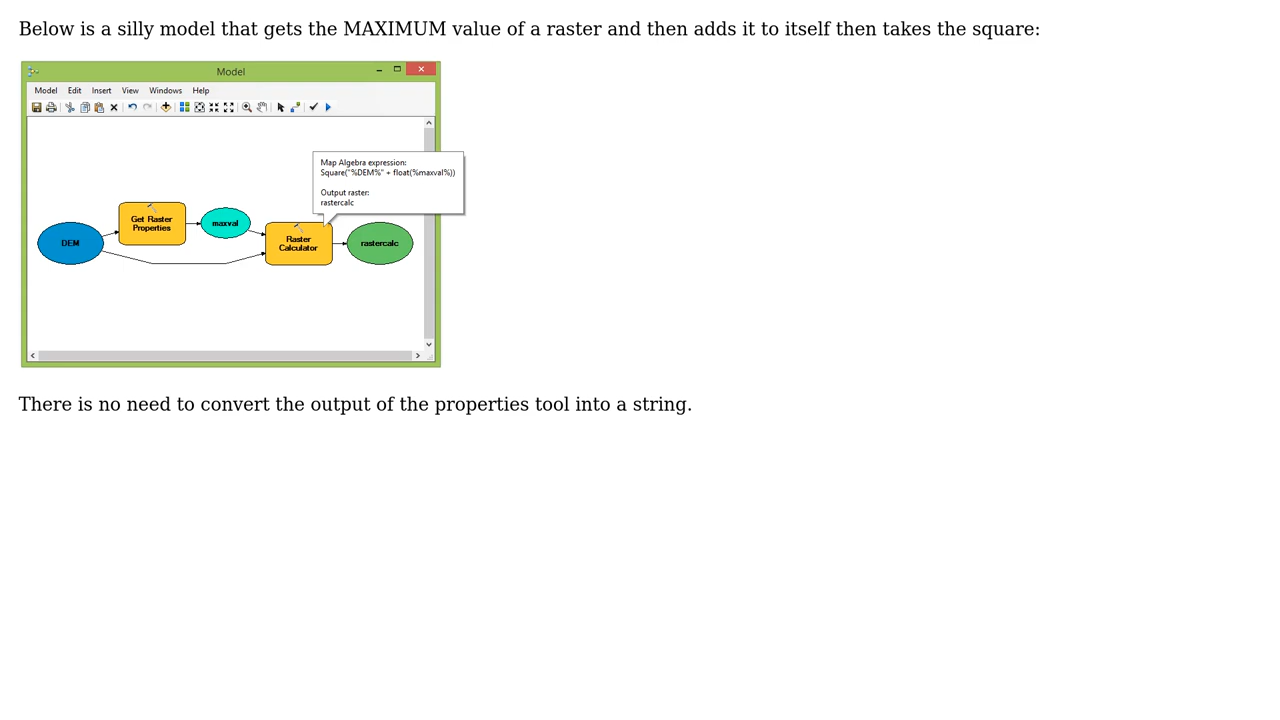 Below is a silly model that gets the MAXIMUM value of a raster and then adds it to itself then takes the square:
Model
Model Edit Insert View Windows Help
Map Algebra expression:
Square("%DEM%" + float(%maxval%))
Output raster:
rastercalc
DEM
Get Raster
Properties
maxval
Raster
Calculator
rastercalc
There is no need to convert the output of the properties tool into a string.